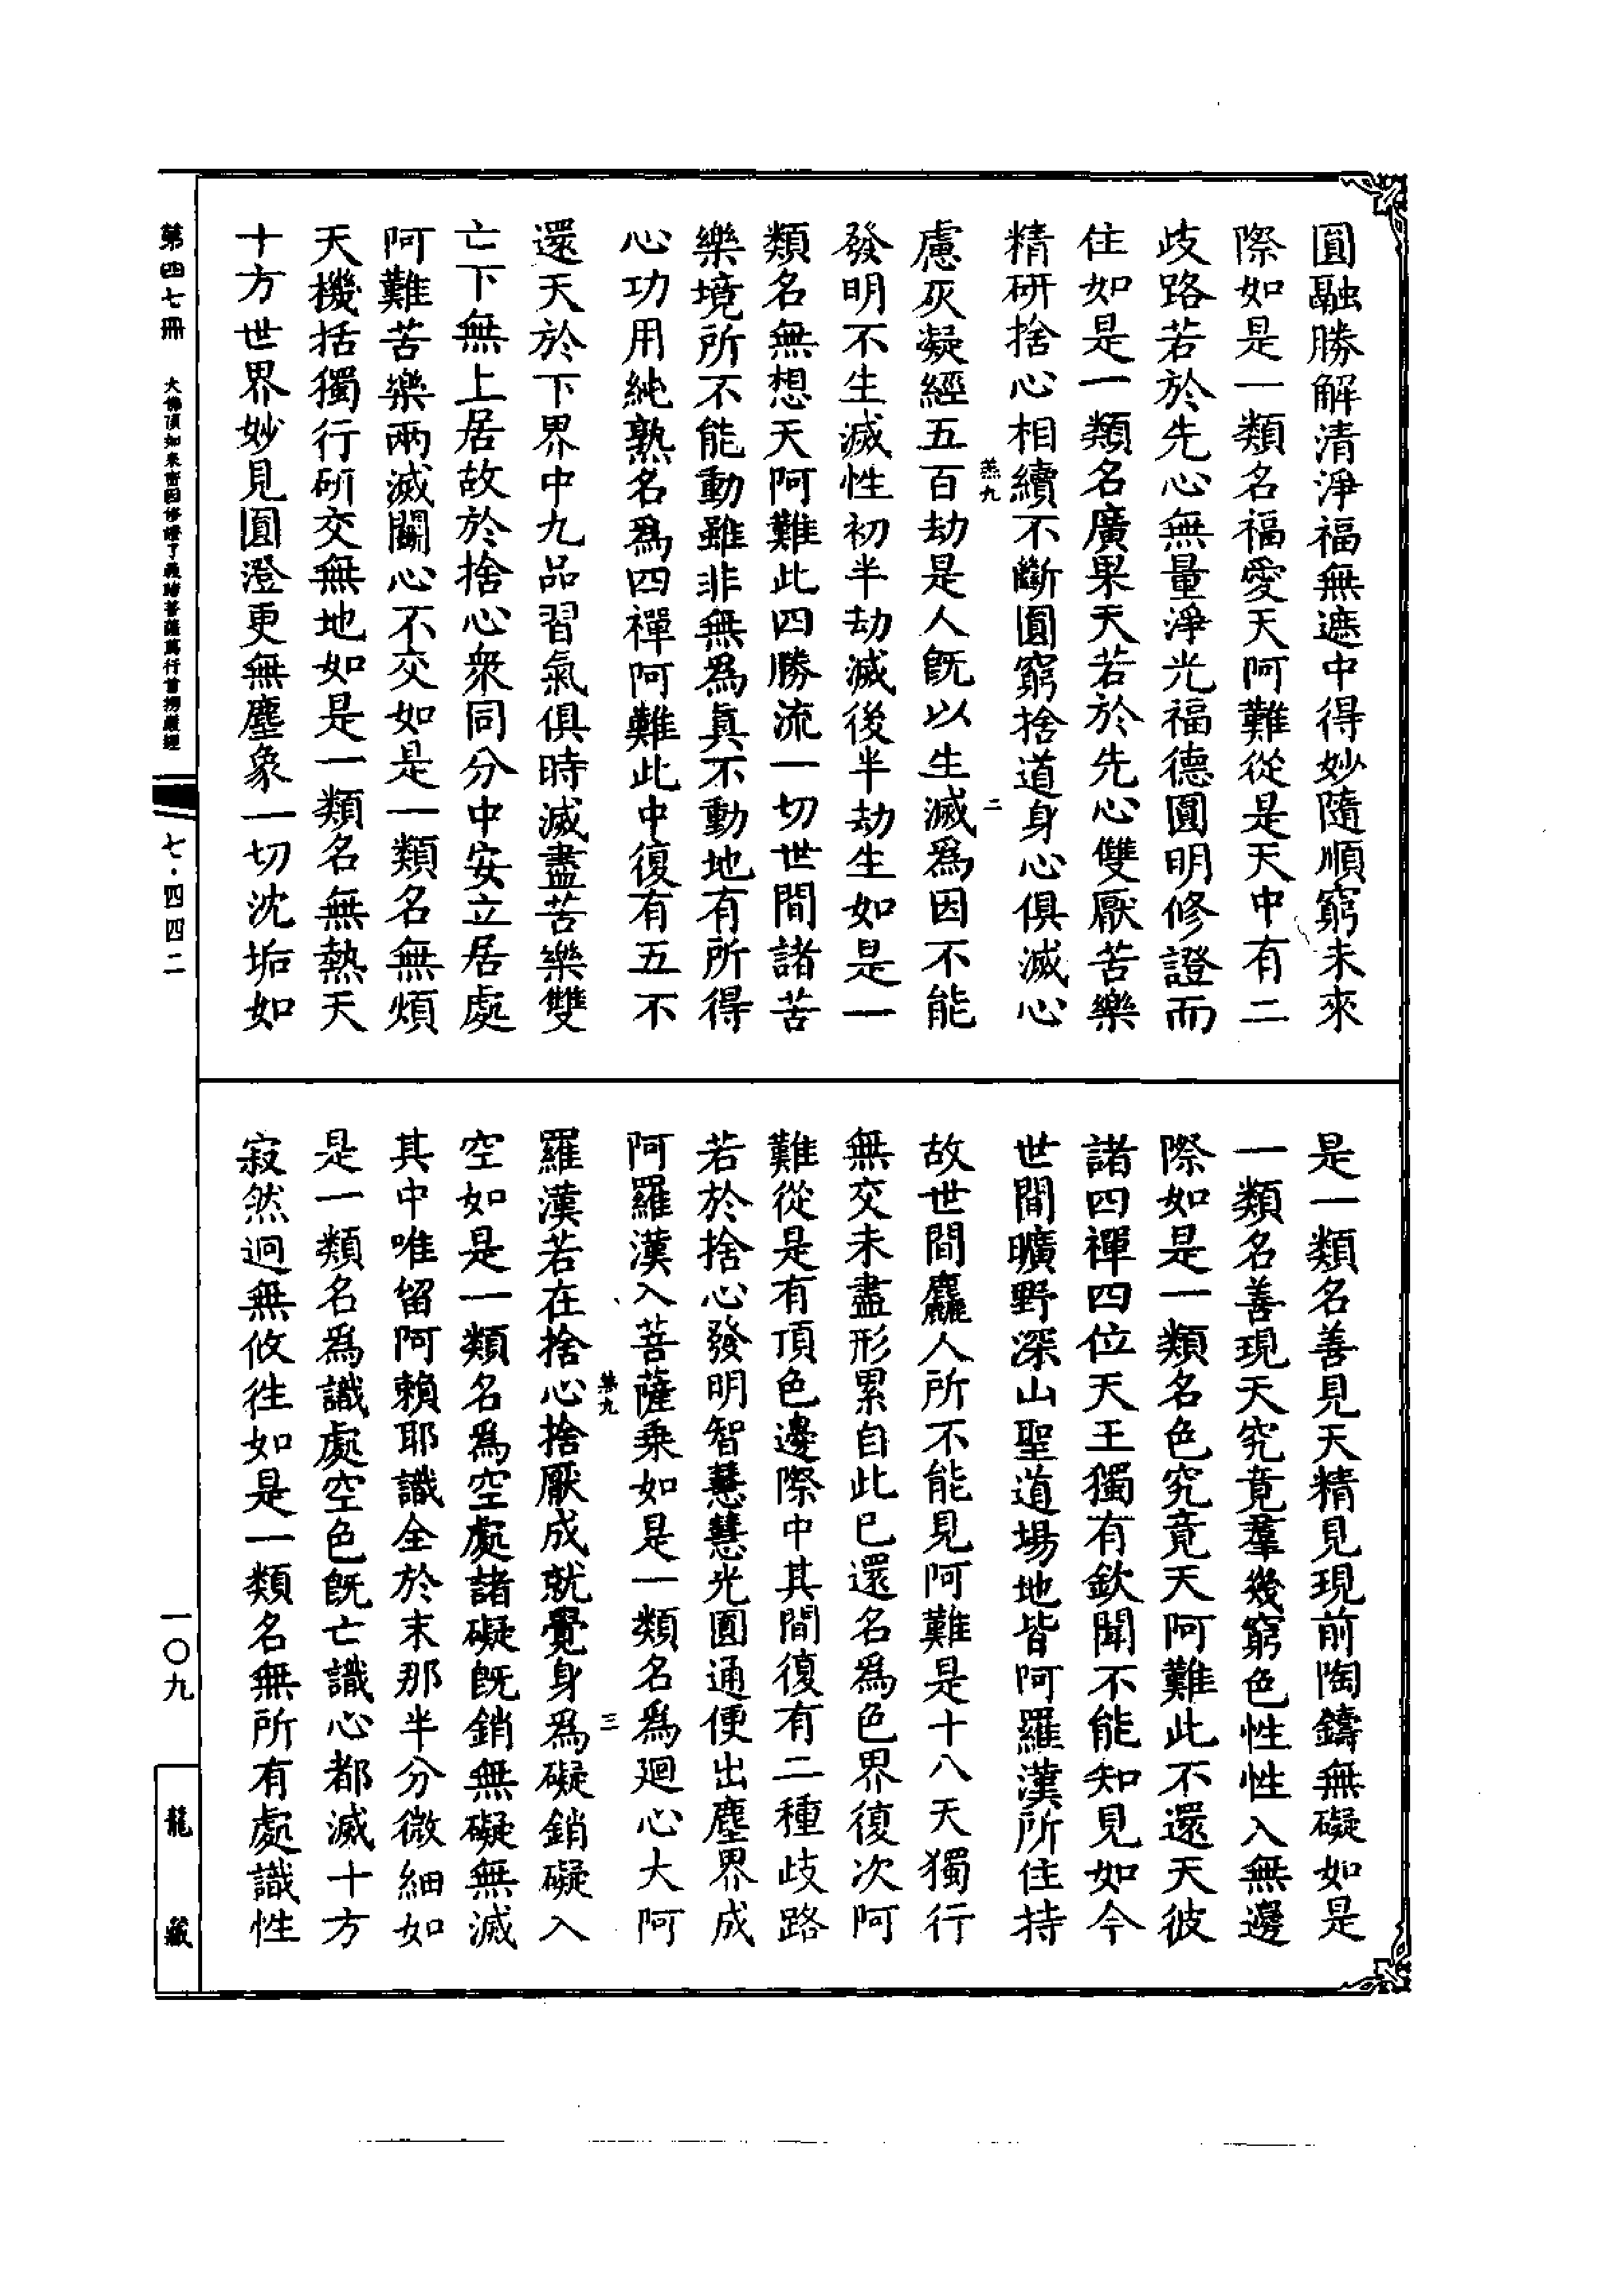 圓融勝解清淨福無遮中得妙隨順窮未來
際如是一類名福愛天阿難從是天中有二
歧路若於先心無量淨光福德圓明修證而
住如是一類名廣果天若於先心雙厭苦樂
精研捨心相續不斷圓窮捨道身心俱滅心
慮灰凝經五百劫是人旣以生滅爲因不能
發明不生滅性初半劫滅後半劫生如是一
類名無想天阿難此四勝流一切世間諸苦
樂境所不能動雖非無爲眞不動地有所得
心功用純熟名爲四禪阿難此中復有五不
還天於下界中九品習氣俱時滅盡苦樂雙
亡下無上居故於捨心衆同分中安立居處
阿難苦樂兩滅鬬心不交如是一類名無煩
天機括獨行硏交無地如是一類名無熱天
十方世界妙見圓澄更無塵象一切沈垢如
是一類名善見天精見現前陶鑄無礙如是
一類名善現天究竟羣幾窮色性性入無邊
際如是一類名色究竟天阿難此不還天彼
諸四禪四位天王獨有欽聞不能知見如今
世間曠野深山聖道場地皆阿羅漢所住持
故世間麤人所不能見阿難是十八天獨行
無交未盡形累自此已還名爲色界復次阿
難從是有頂色邊際中其間復有二種歧路
若於捨心發明智慧慧光圓通便出塵界成
阿羅漢入菩薩乘如是一類名爲廻心大阿
羅漢若在捨心捨厭成就覺身爲礙銷礙入
空如是一類名爲空處諸礙旣銷無礙無滅
其中唯留阿賴耶識全於末那半分微細如
是一類名爲識處空色旣亡識心都滅十方
寂然迥無攸往如是一類名無所有處識性
二
三
第四七冊 大佛頂如來密因修證了義諸菩薩萬行首楞嚴經
七·四四二
一〇九
龍藏